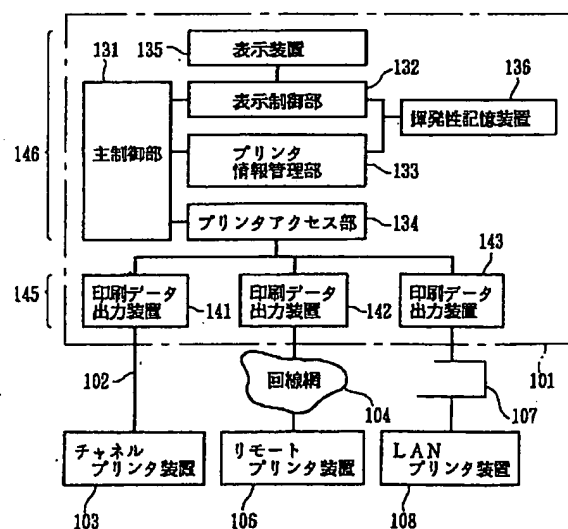 131
135
表示装置
132
136
表示制御部
揮発性記憶装置
146
主制御部
プリンタ
情報管理部
133
プリンタアクセス部
134
143
145
印刷データ
出力装置
141
印刷データ
出力装置
142
印刷データ
出力装置
101
102
回線網
104
107
チャネル
プリンタ装置
リモート
プリンタ装置
LAN
プリンタ装置
103
106
108